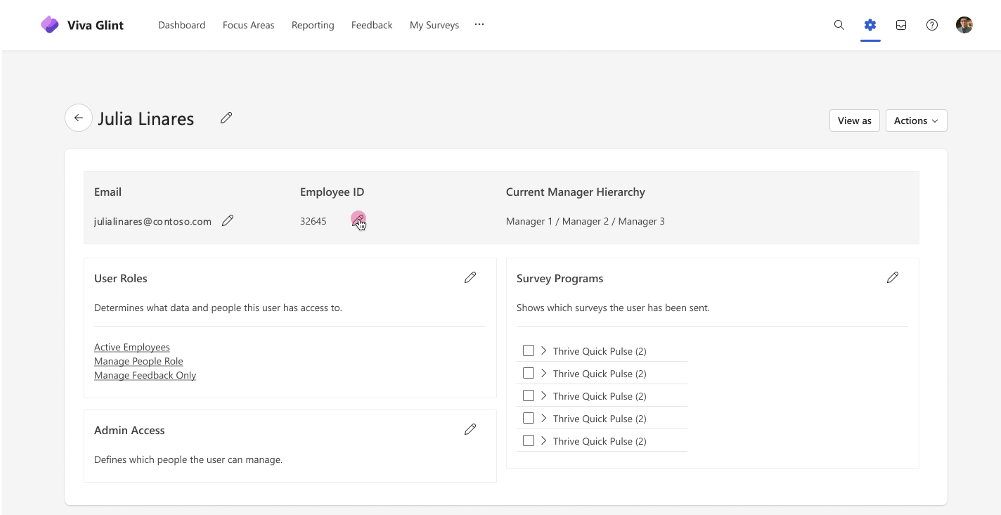 Viva Glint
Dashboard
Focus Areas
Reporting
Feedback
My Surveys
...
Julia Linares
View as
Actions
Email
Employee ID
Current Manager Hierarchy
julialinares@contoso.com
32645
Manager 1 / Manager 2 / Manager 3
User Roles
Determines what data and people this user has access to.
Active Employees
Manage People Role
Manage Feedback Only
Admin Access
Defines which people the user can manage.
Survey Programs
Shows which surveys the user has been sent.
Thrive Quick Pulse (2)
Thrive Quick Pulse (2)
Thrive Quick Pulse (2)
Thrive Quick Pulse (2)
Thrive Quick Pulse (2)